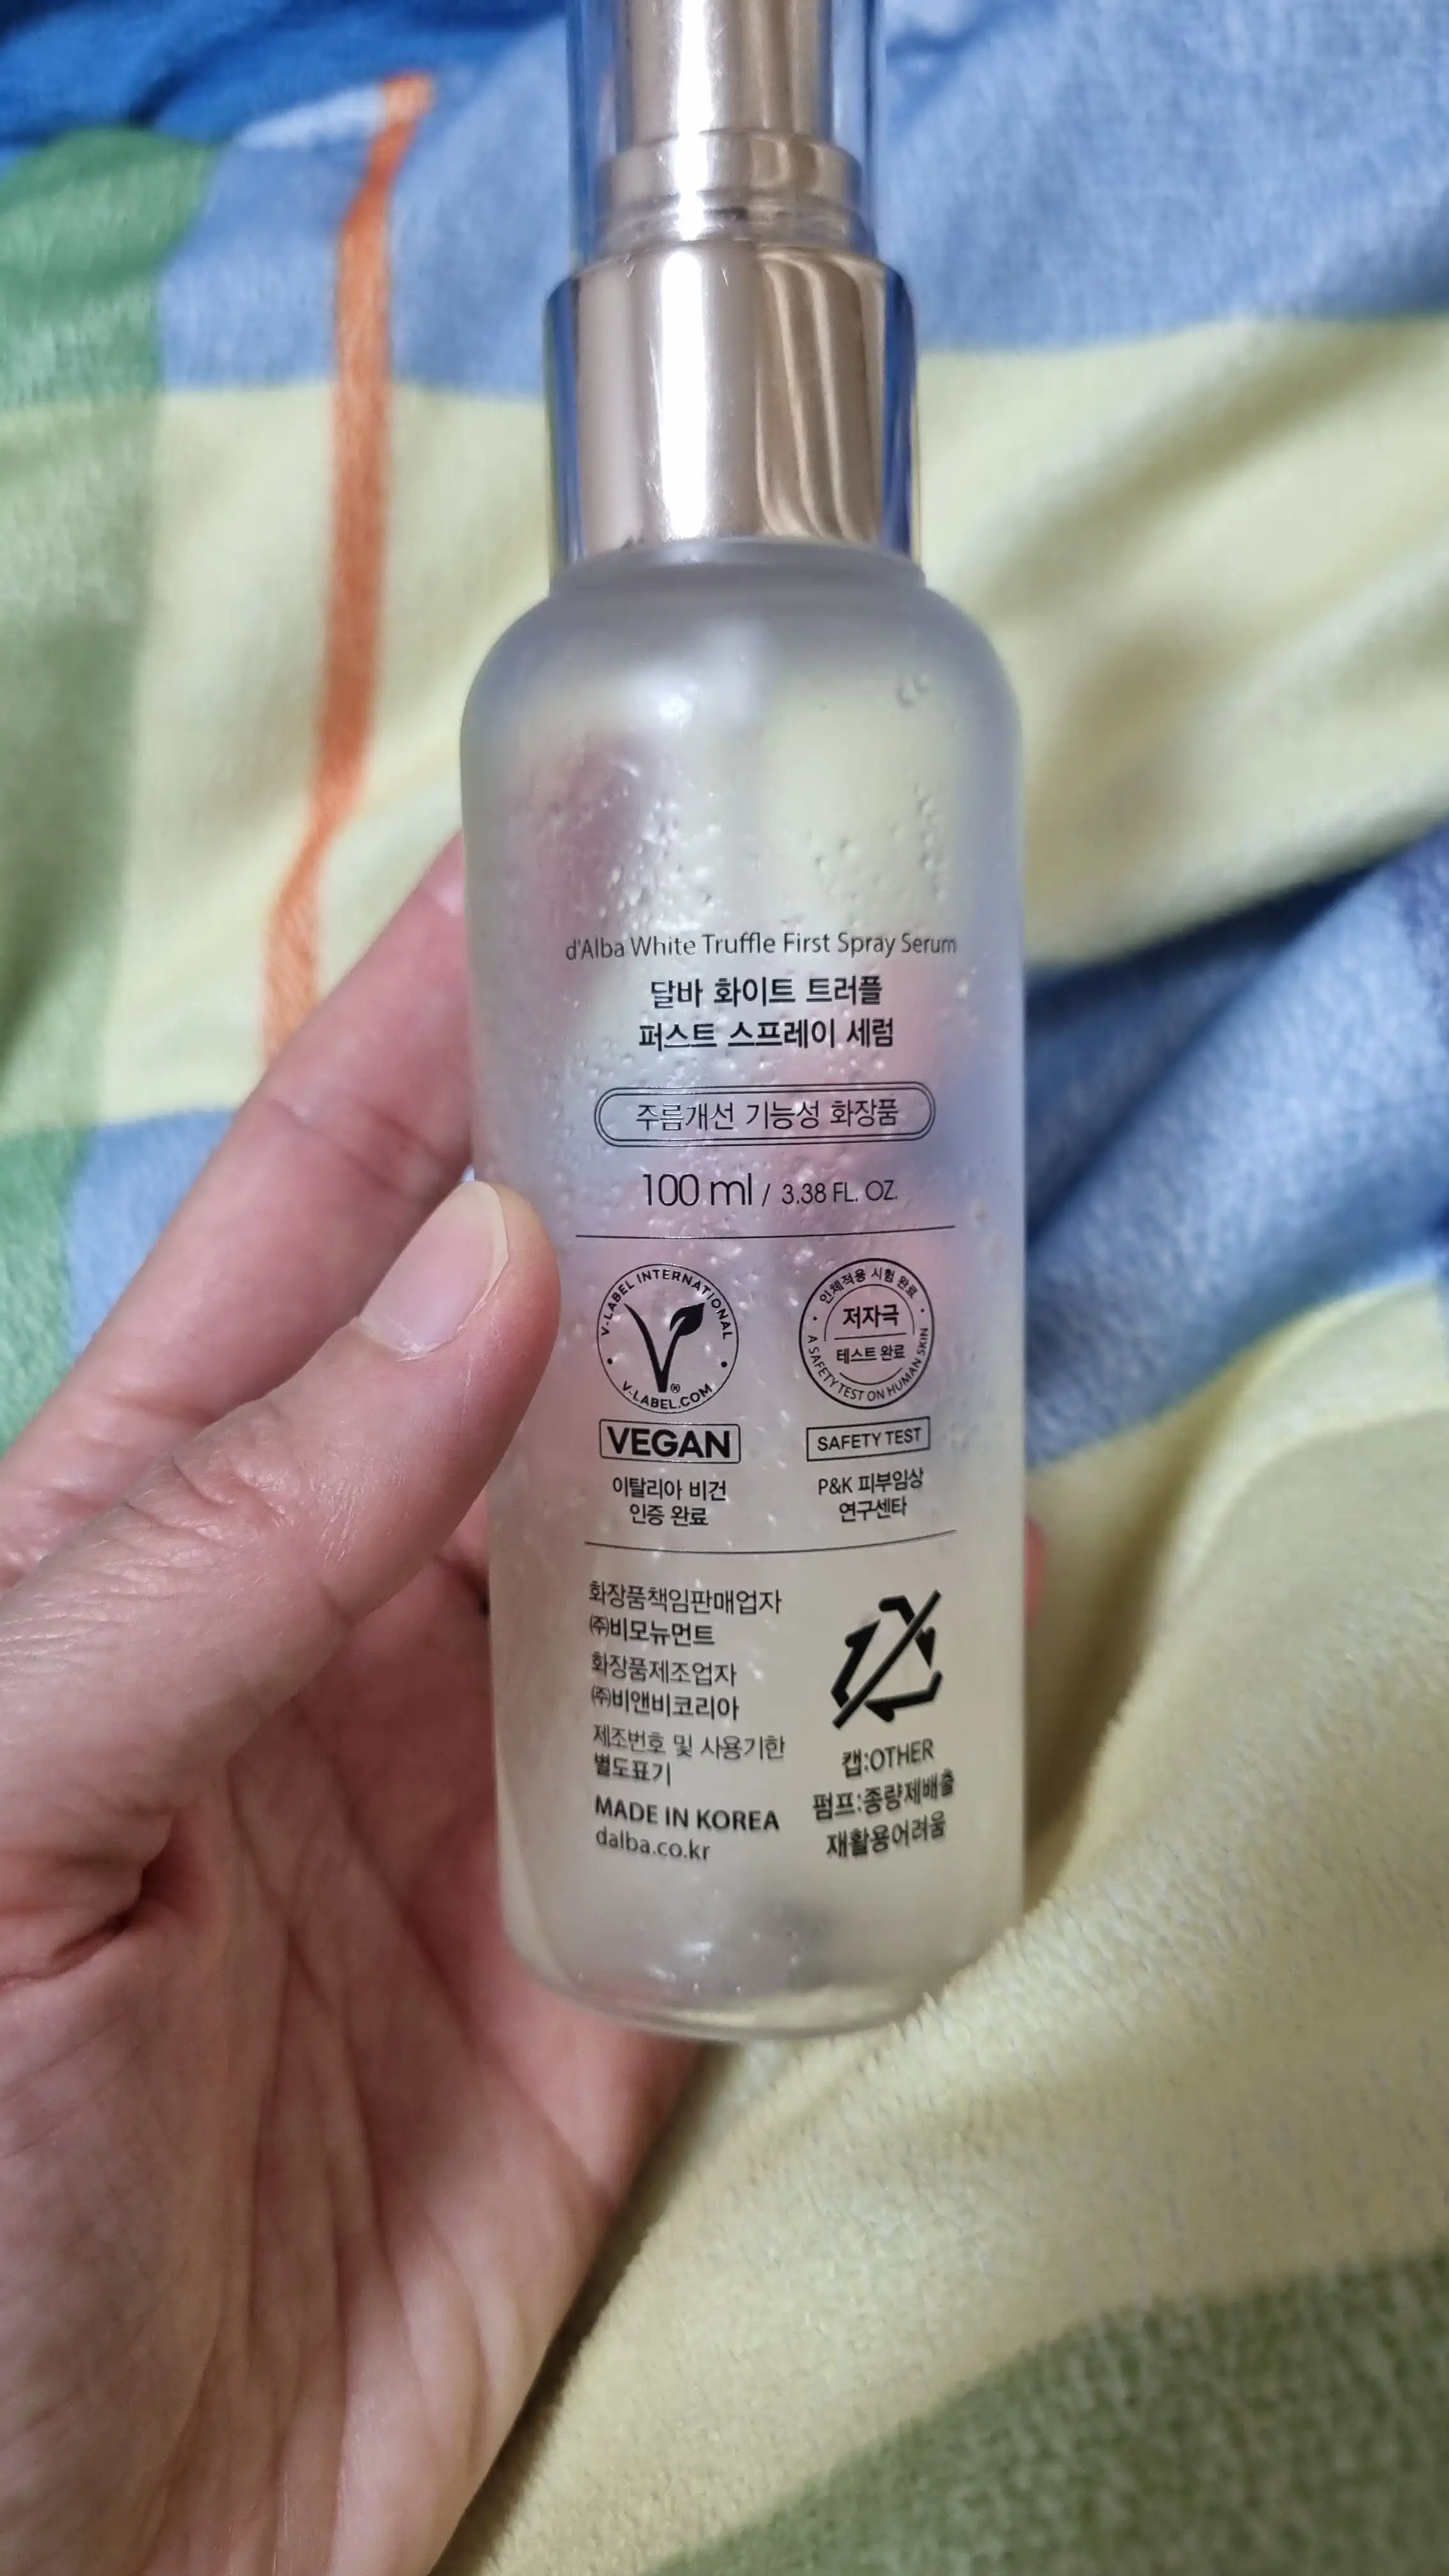 d'Alba White Truffle First Spray Serum
달바 화이트 트러플
퍼스트 스프레이 세럼
주름개선 기능성 화장품
100 ml / 3.38 FL. OZ.
V-LABEL INTERNATIONAL
V-LABEL.COM
®
VEGAN
이탈리아 비건
인증 완료
인체적용 시험 완료
저자극
테스트 완료
A SAFETY TEST ON HUMAN SKIN
SAFETY TEST
P&K 피부임상
연구센타
화장품책임판매업자
㈜비모뉴먼트
화장품제조업자
㈜비앤비코리아
제조번호 및 사용기한
별도표기
MADE IN KOREA
dalba.co.kr
캡:OTHER
펌프:종량제배출
재활용어려움